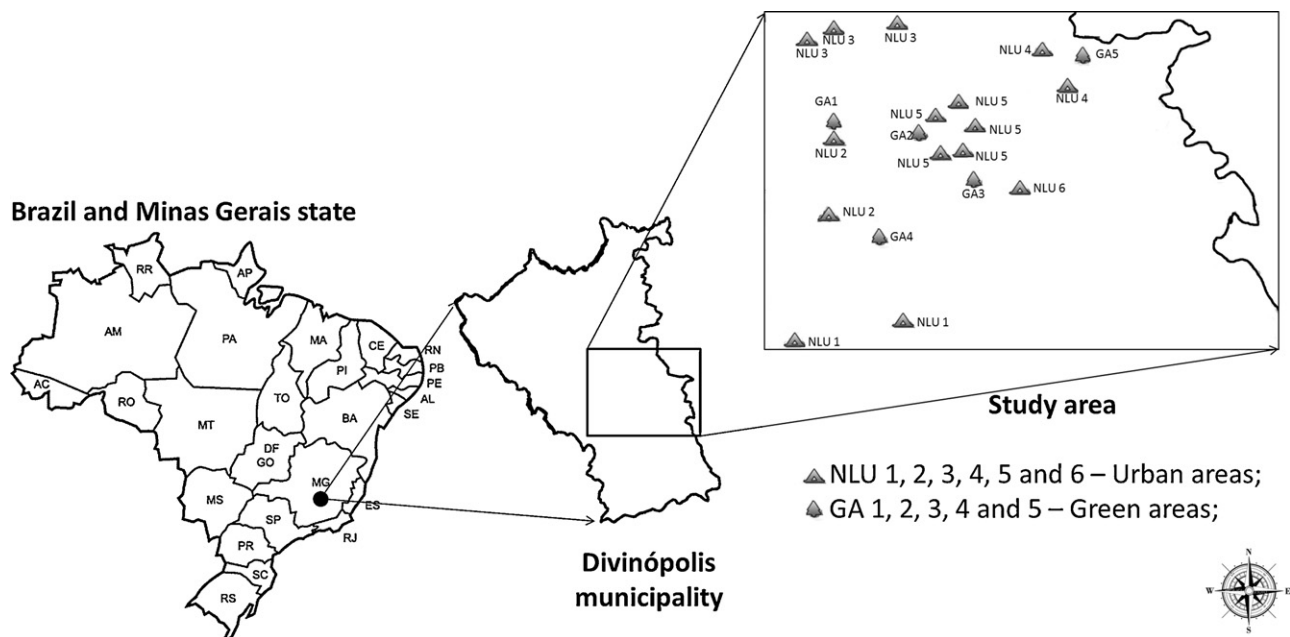 Brazil and Minas Gerais state
RR
AP
AM
PA
MA
CE
RN
PB
PE
AL
SE
PI
AC
RO
TO
BA
MT
DF
GO
MG
ES
MS
SP
RJ
PR
SC
RS
Divinópolis
municipality
NLU 3
NLU 3
NLU 3
NLU 4
GA5
NLU 4
GA1
NLU 5
NLU 5
NLU 5
GA2
NLU 2
NLU 5
NLU 5
GA3
NLU 6
NLU 2
GA4
NLU 1
NLU 1
Study area
NLU 1, 2, 3, 4, 5 and 6 – Urban areas;
GA 1, 2, 3, 4 and 5 – Green areas;
N
W
E
S